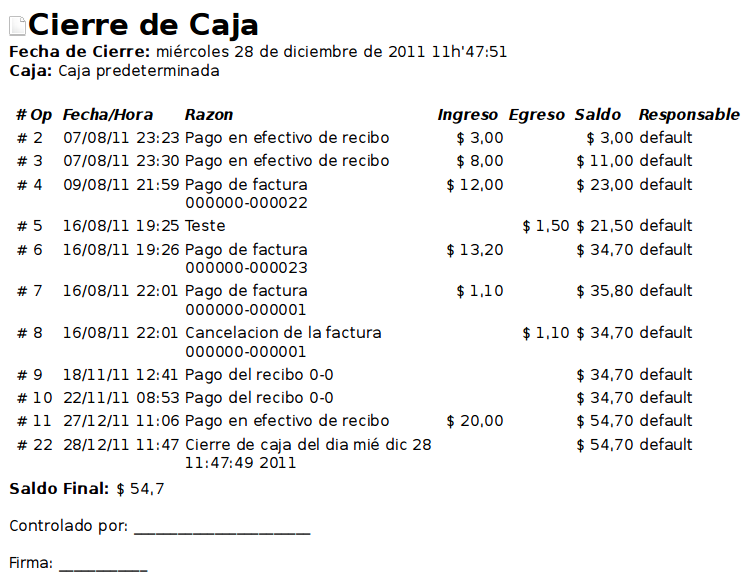 Cierre de Caja
Fecha de Cierre: miércoles 28 de diciembre de 2011 11h'47:51
Caja: Caja predeterminada
# Op Fecha/Hora Razon Ingreso Egreso Saldo Responsable
# 2 07/08/11 23:23 Pago en efectivo de recibo $ 3,00 $ 3,00 default
# 3 07/08/11 23:30 Pago en efectivo de recibo $ 8,00 $ 11,00 default
# 4 09/08/11 21:59 Pago de factura $ 12,00 $ 23,00 default
000000-000022
# 5 16/08/11 19:25 Teste $ 1,50 $ 21,50 default
# 6 16/08/11 19:26 Pago de factura $ 13,20 $ 34,70 default
000000-000023
# 7 16/08/11 22:01 Pago de factura $ 1,10 $ 35,80 default
000000-000001
# 8 16/08/11 22:01 Cancelacion de la factura $ 1,10 $ 34,70 default
000000-000001
# 9 18/11/11 12:41 Pago del recibo 0-0 $ 34,70 default
# 10 22/11/11 08:53 Pago del recibo 0-0 $ 34,70 default
# 11 27/12/11 11:06 Pago en efectivo de recibo $ 20,00 $ 54,70 default
# 22 28/12/11 11:47 Cierre de caja del dia mié dic 28 $ 54,70 default
11:47:49 2011
Saldo Final: $ 54,7
Controlado por: _______________________
Firma: ____________